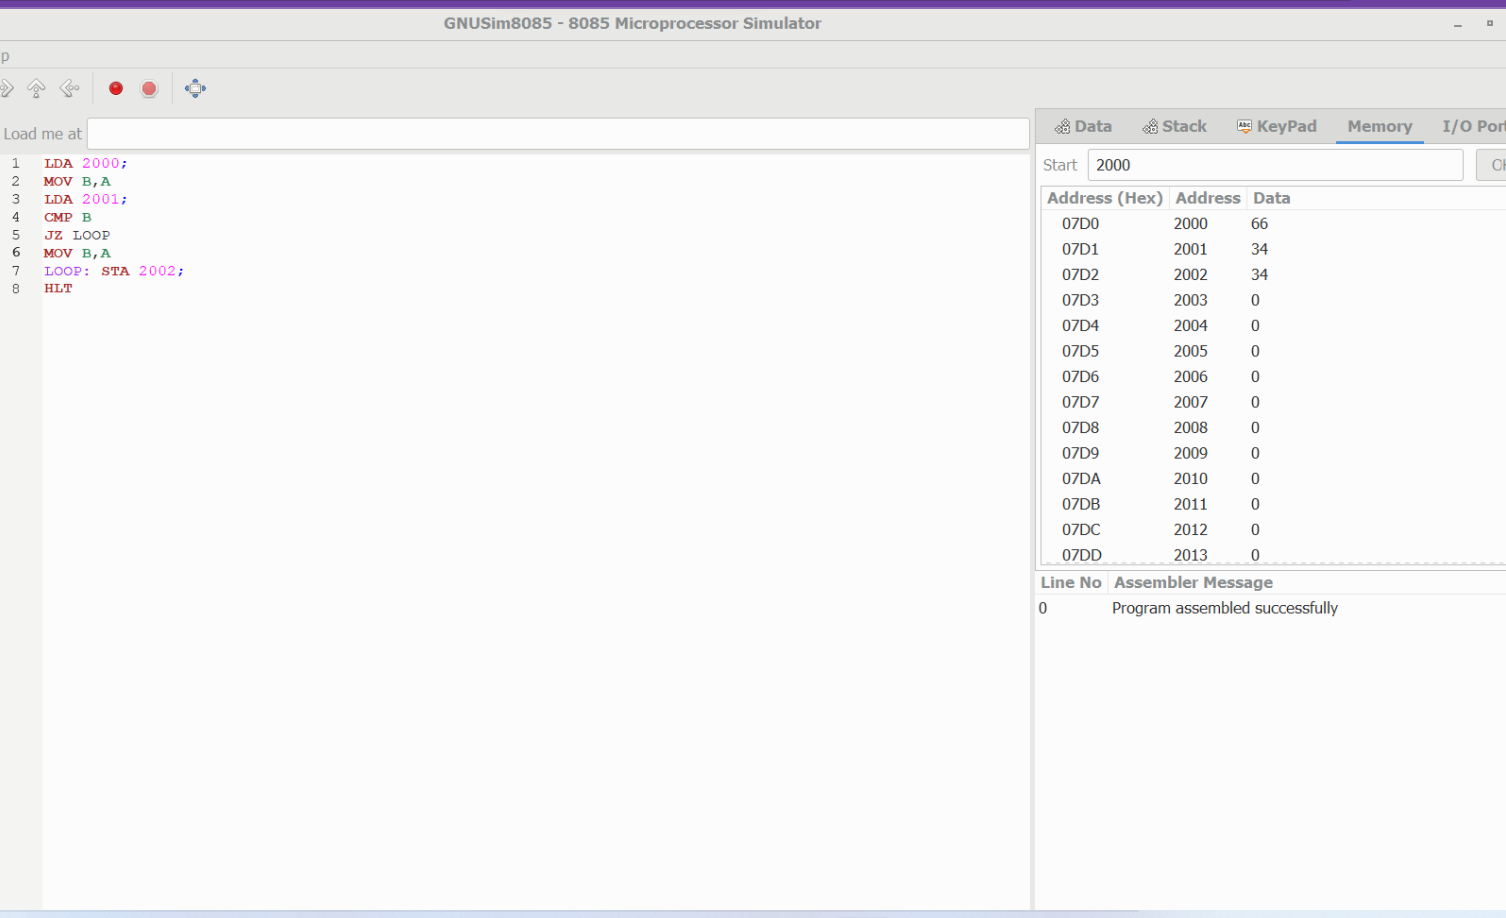 GNUSim8085 - 8085 Microprocessor Simulator
p
Load me at
1 LDA 2000;
2 MOV B,A
3 LDA 2001;
4 CMP B
5 JZ LOOP
6 MOV B,A
7 LOOP: STA 2002;
8 HLT
Data Stack KeyPad Memory I/O Port
Start 2000
Address (Hex) Address Data
07D0 2000 66
07D1 2001 34
07D2 2002 34
07D3 2003 0
07D4 2004 0
07D5 2005 0
07D6 2006 0
07D7 2007 0
07D8 2008 0
07D9 2009 0
07DA 2010 0
07DB 2011 0
07DC 2012 0
07DD 2013 0
Line No Assembler Message
0 Program assembled successfully